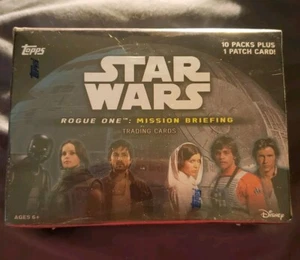 Topps
10 PACKS PLUS
1 PATCH CARD!
STAR
WARS
ROGUE ONE: MISSION BRIEFING
TRADING CARDS
AGES 6+
Disney